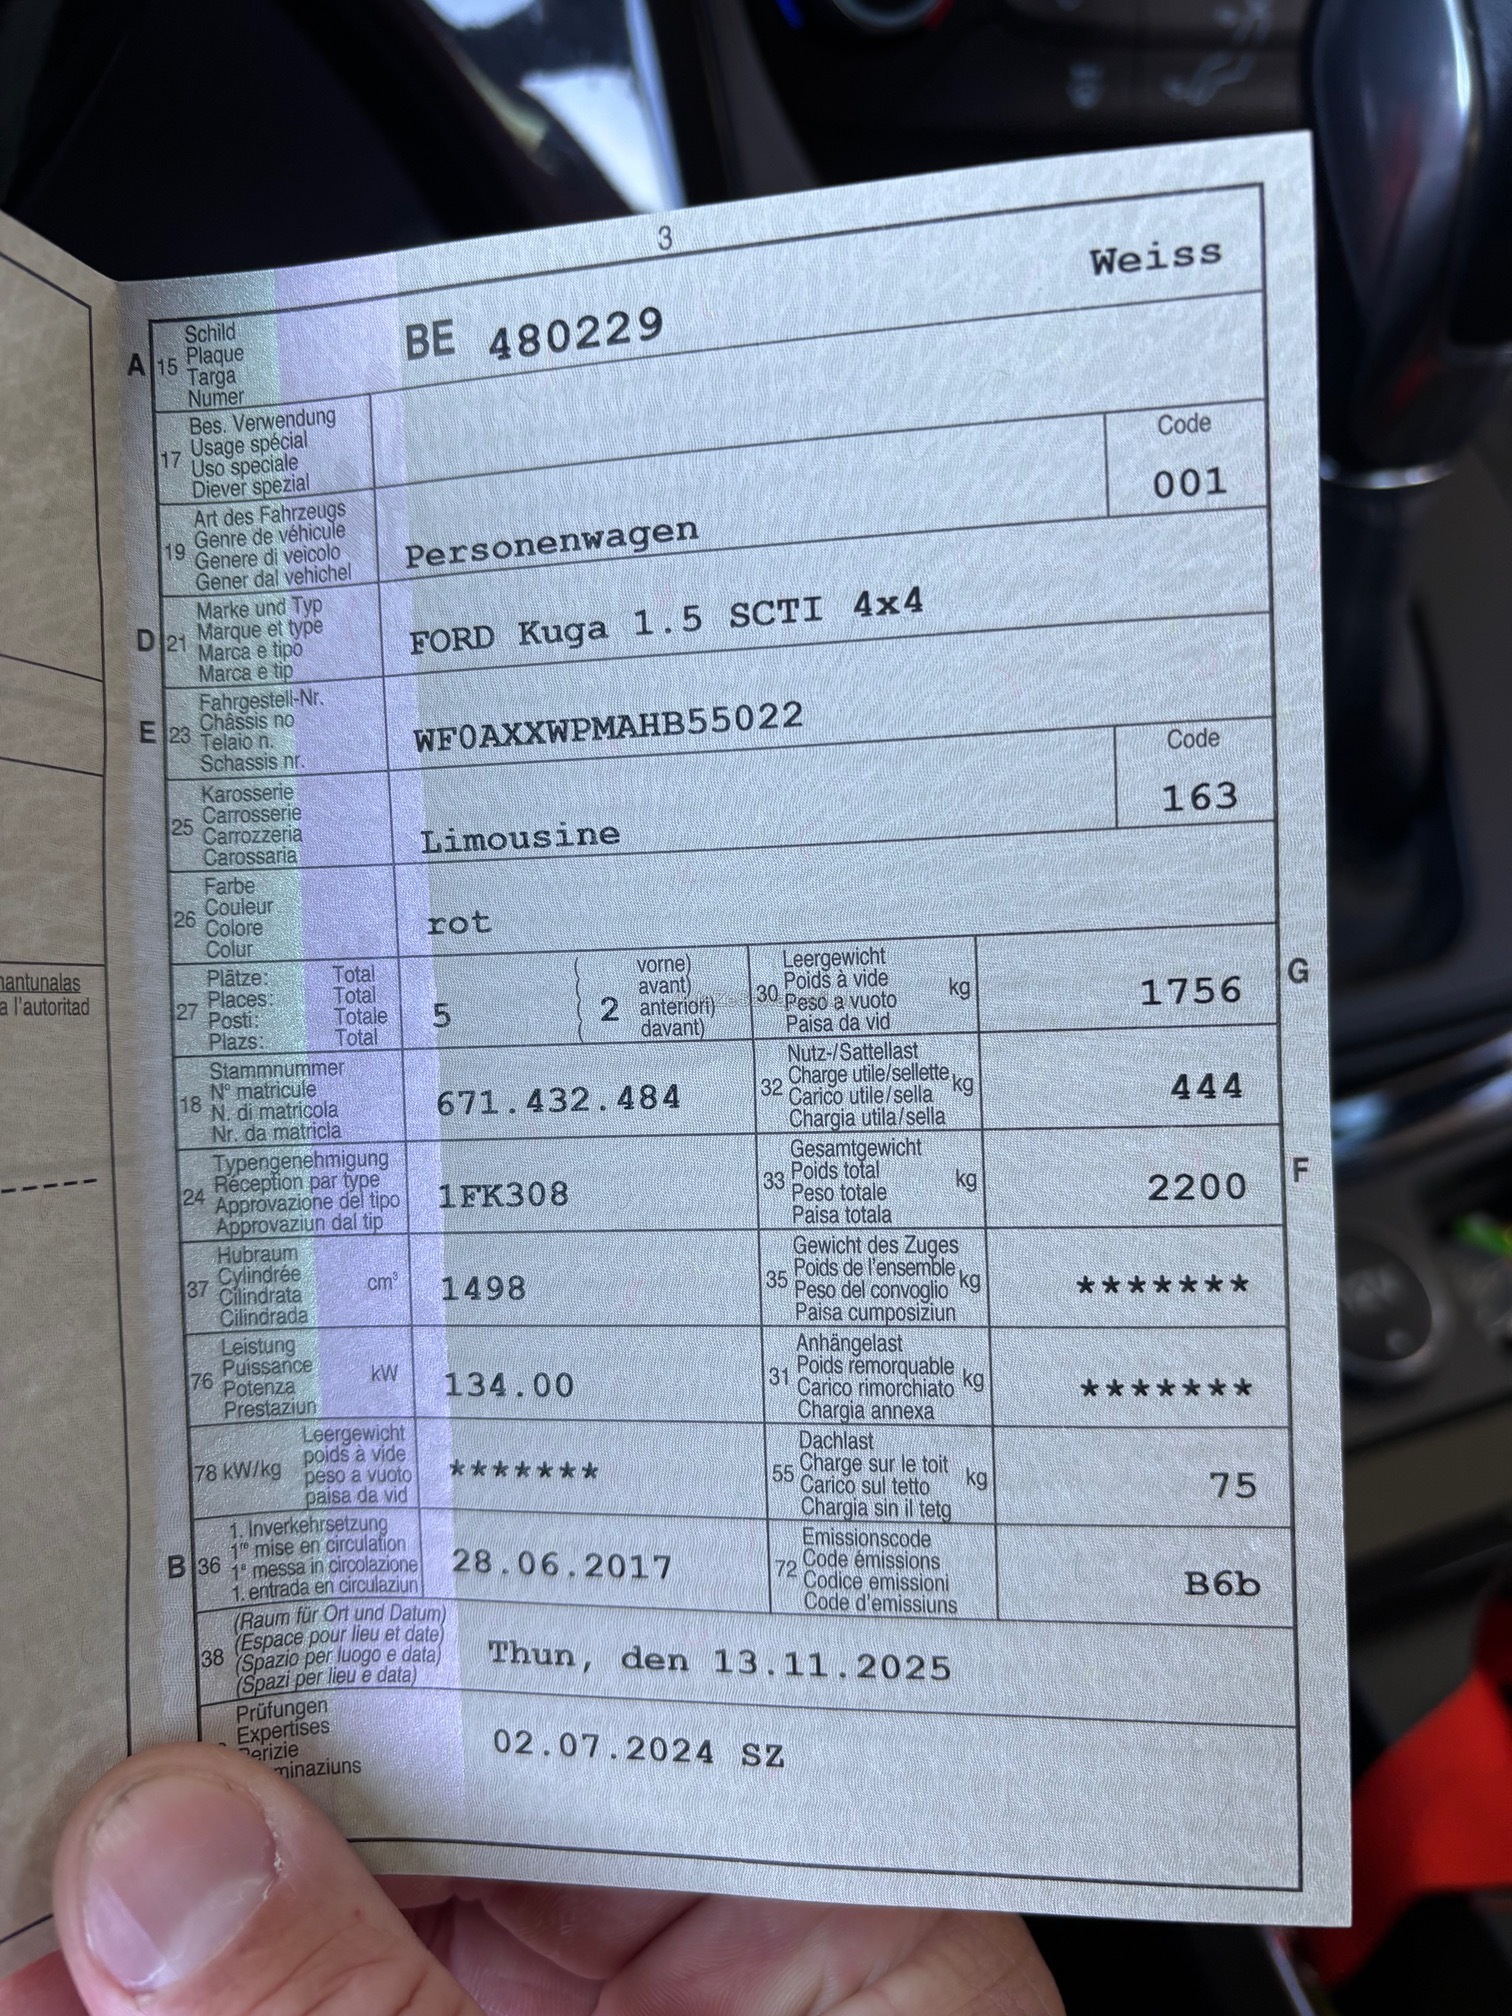 3
A 15 Schild
Plaque
Targa
Numer
BE 480229
Weiss
17 Bes. Verwendung
Usage spécial
Uso speciale
Diever spezial
19 Art des Fahrzeugs
Genre de véhicule
Genere di veicolo
Gener dal vehichel
Personenwagen
Code
001
D 21 Marke und Typ
Marque et type
Marca e tipo
Marca e tip
FORD Kuga 1.5 SCTI 4x4
E 23 Fahrgestell-Nr.
Châssis no
Telaio n.
Schassis nr.
WF0AXXWPMAHB55022
25 Karosserie
Carrosserie
Carrozzeria
Carossaria
Limousine
Code
163
26 Farbe
Couleur
Colore
Colur
rot
27 Plätze: Total
Places: Total
Posti: Totale
Plazs: Total
5
2
vorne)
avant)
anteriori)
davant)
30 Leergewicht
Poids à vide
Peso a vuoto
Paisa da vid
kg
1756
G
18 Stammnummer
N° matricule
N. di matricola
Nr. da matricla
671.432.484
32 Nutz-/Sattellast
Charge utile/sellette
Carico utile/sella
Chargia utila/sella
kg
444
24 Typengenehmigung
Réception par type
Approvazione del tipo
Approvaziun dal tip
1FK308
33 Gesamtgewicht
Poids total
Peso totale
Paisa totala
kg
2200
F
37 Hubraum
Cylindrée
Cilindrata
Cilindrada
cm³
1498
35 Gewicht des Zuges
Poids de l'ensemble
Peso del convoglio
Paisa cumposiziun
kg
*******
76 Leistung
Puissance
Potenza
Prestaziun
kW
134.00
31 Anhängelast
Poids remorquable
Carico rimorchiato
Chargia annexa
kg
*******
78 kW/kg
Leergewicht
poids à vide
peso a vuoto
paisa da vid
*******
55 Dachlast
Charge sur le toit
Carico sul tetto
Chargia sin il tetg
kg
75
B 36 1. Inverkehrsetzung
1re mise en circulation
1a messa in circolazione
1. entrada en circulaziun
28.06.2017
72 Emissionscode
Code émissions
Codice emissioni
Code d'emissiuns
B6b
38 (Raum für Ort und Datum)
(Espace pour lieu et date)
(Spazio per luogo e data)
(Spazi per lieu e data)
Thun, den 13.11.2025
Prüfungen
Expertises
erizie
minaziuns
02.07.2024 SZ
antunalas
a l'autoritad